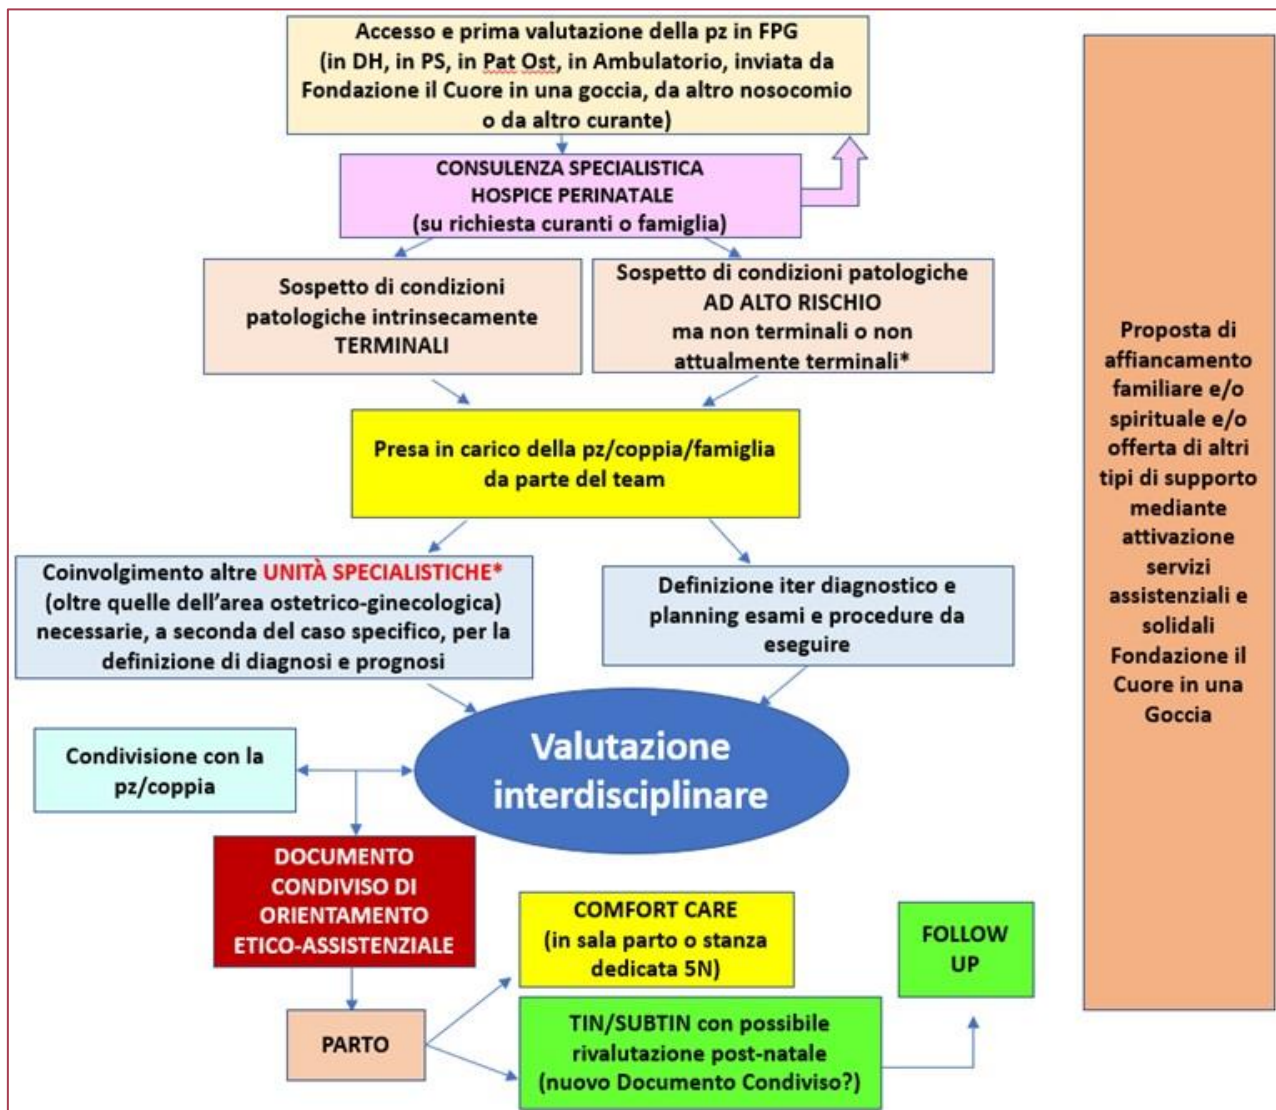 Accesso e prima valutazione della pz in FPG
(in DH, in PS, in Pat Ost, in Ambulatorio, inviata da
Fondazione il Cuore in una goccia, da altro nosocomio
o da altro curante)
CONSULENZA SPECIALISTICA
HOSPICE PERINATALE
(su richiesta curanti o famiglia)
Sospetto di condizioni
patologiche intrinsecamente
TERMINALI
Sospetto di condizioni patologiche
AD ALTO RISCHIO
ma non terminali o non
attualmente terminali*
Presa in carico della pz/coppia/famiglia
da parte del team
Coinvolgimento altre UNITÀ SPECIALISTICHE*
(oltre quelle dell’area ostetrico-ginecologica)
necessarie, a seconda del caso specifico, per la
definizione di diagnosi e prognosi
Definizione iter diagnostico e
planning esami e procedure da
eseguire
Valutazione
interdisciplinare
Condivisione con la
pz/coppia
DOCUMENTO
CONDIVISO DI
ORIENTAMENTO
ETICO-ASSISTENZIALE
PARTO
COMFORT CARE
(in sala parto o stanza
dedicata 5N)
TIN/SUBTIN con possibile
rivalutazione post-natale
(nuovo Documento Condiviso?)
FOLLOW
UP
Proposta di
affiancamento
familiare e/o
spirituale e/o
offerta di altri
tipi di supporto
mediante
attivazione
servizi
assistenziali e
solidali
Fondazione il
Cuore in una
Goccia